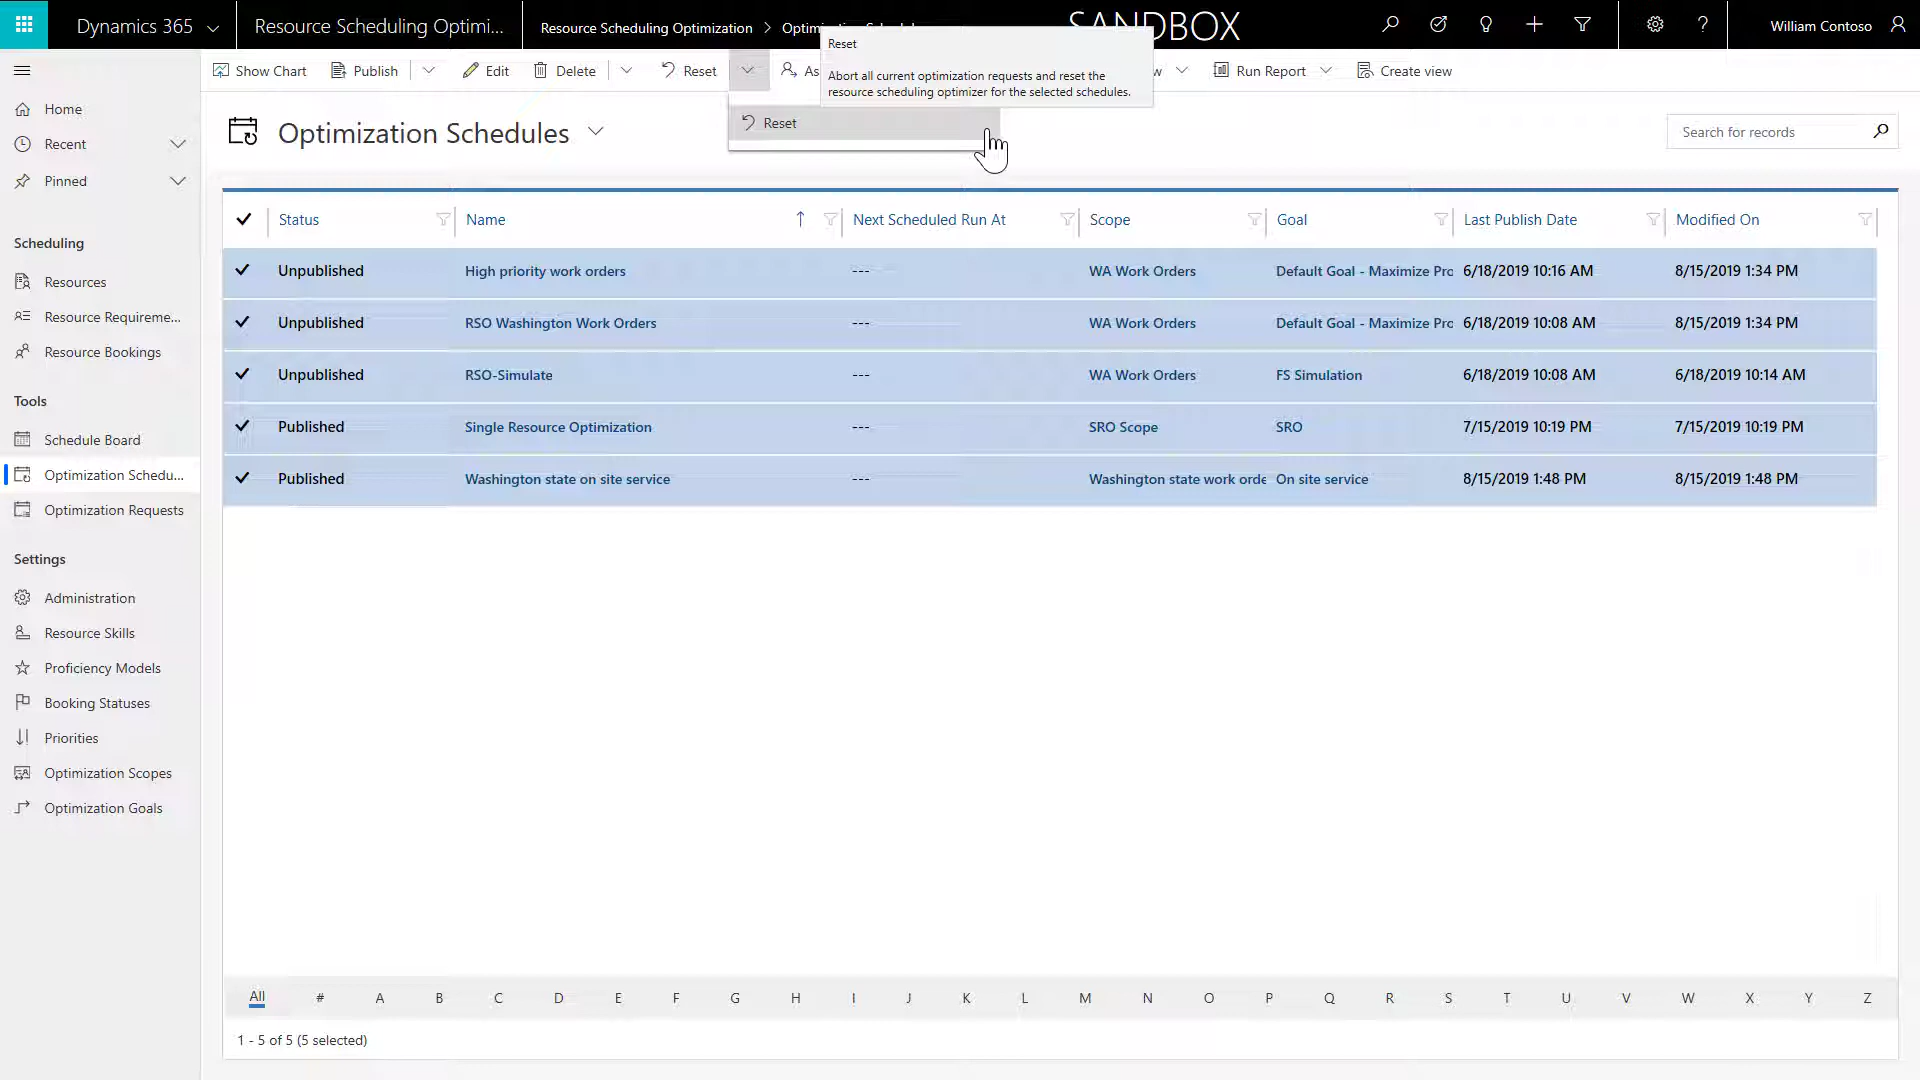 Dynamics 365
Resource Scheduling Optimi...
Resource Scheduling Optimization
SANDBOX
William Contoso
Reset
Abort all current optimization requests and reset the
resource scheduling optimizer for the selected schedules.
Show Chart
Publish
Edit
Delete
Reset
Run Report
Create view
Reset
Home
Recent
Pinned
Scheduling
Resources
Resource Requireme...
Resource Bookings
Tools
Schedule Board
Optimization Schedu...
Optimization Requests
Settings
Administration
Resource Skills
Proficiency Models
Booking Statuses
Priorities
Optimization Scopes
Optimization Goals
Optimization Schedules
Search for records
Status Name Next Scheduled Run At Scope Goal Last Publish Date Modified On
Unpublished High priority work orders --- WA Work Orders Default Goal - Maximize Pro 6/18/2019 10:16 AM 8/15/2019 1:34 PM
Unpublished RSO Washington Work Orders --- WA Work Orders Default Goal - Maximize Pro 6/18/2019 10:08 AM 8/15/2019 1:34 PM
Unpublished RSO-Simulate --- WA Work Orders FS Simulation 6/18/2019 10:08 AM 6/18/2019 10:14 AM
Published Single Resource Optimization --- SRO Scope SRO 7/15/2019 10:19 PM 7/15/2019 10:19 PM
Published Washington state on site service --- Washington state work orde On site service 8/15/2019 1:48 PM 8/15/2019 1:48 PM
All # A B C D E F G H I J K L M N O P Q R S T U V W X Y Z
1 - 5 of 5 (5 selected)